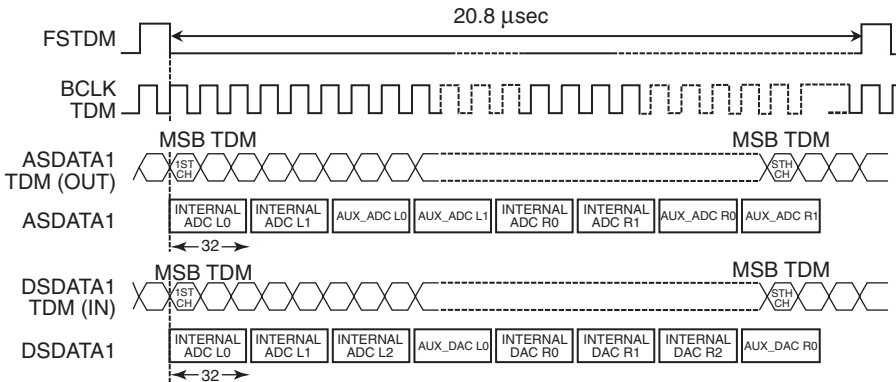 20.8 μsec
FSTDM
BCLK
TDM
MSB TDM
MSB TDM
ASDATA1
TDM (OUT)
1ST
CH
STH
CH
ASDATA1
INTERNAL
ADC L0
INTERNAL
ADC L1
AUX_ADC L0
AUX_ADC L1
INTERNAL
ADC R0
INTERNAL
ADC R1
AUX_ADC R0
AUX_ADC R1
32
MSB TDM
MSB TDM
DSDATA1
TDM (IN)
1ST
CH
STH
CH
DSDATA1
INTERNAL
ADC L0
INTERNAL
ADC L1
INTERNAL
ADC L2
AUX_DAC L0
INTERNAL
DAC R0
INTERNAL
DAC R1
INTERNAL
DAC R2
AUX_DAC R0
32